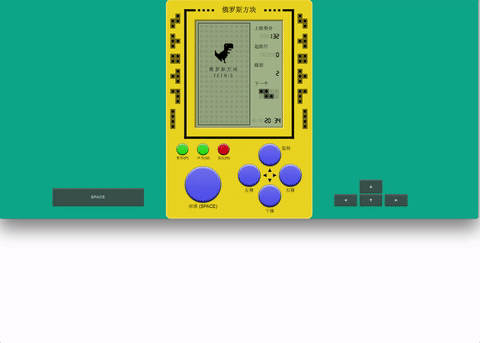 俄罗斯方块
上轮得分
132
起始行
0
级别
2
下一个
俄罗斯方块
TETRIS
20 34
旋转
暂停(P)
音效(S)
重玩(R)
左移
右移
下移
掉落 (SPACE)
SPACE